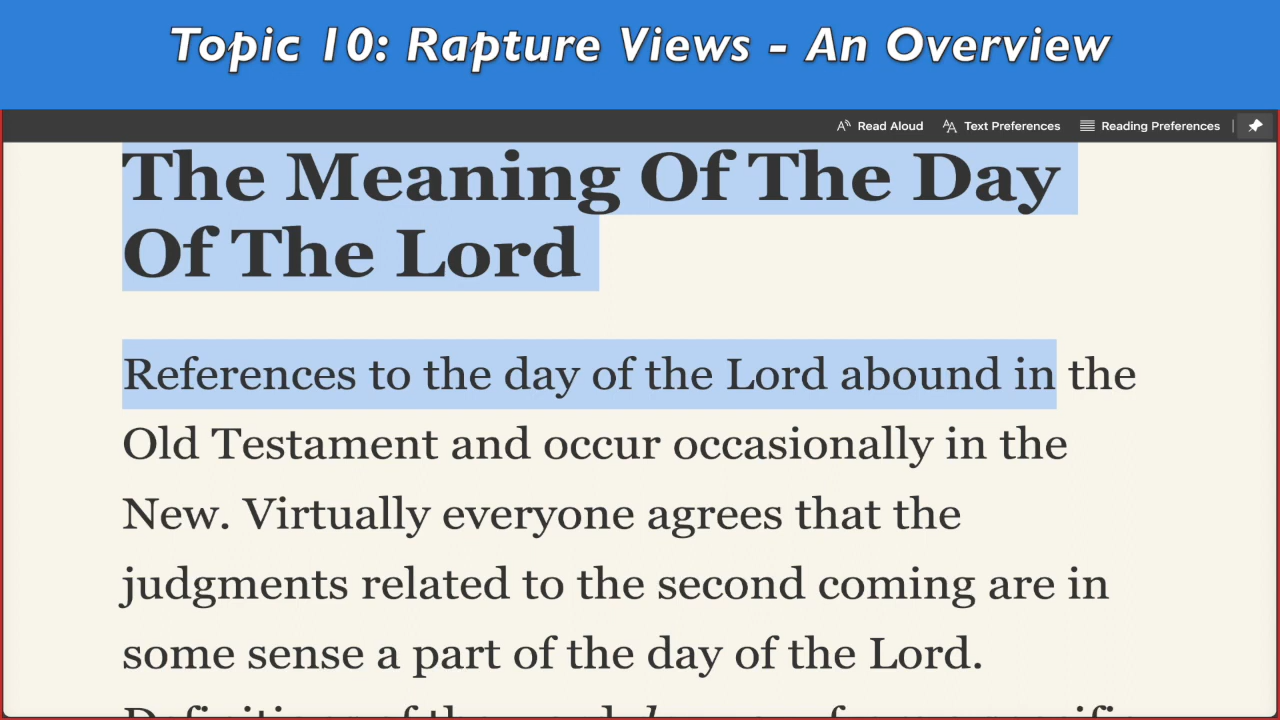 Topic 10: Rapture Views - An Overview
Read Aloud Text Preferences Reading Preferences
The Meaning Of The Day
Of The Lord
References to the day of the Lord abound in the
Old Testament and occur occasionally in the
New. Virtually everyone agrees that the
judgments related to the second coming are in
some sense a part of the day of the Lord.